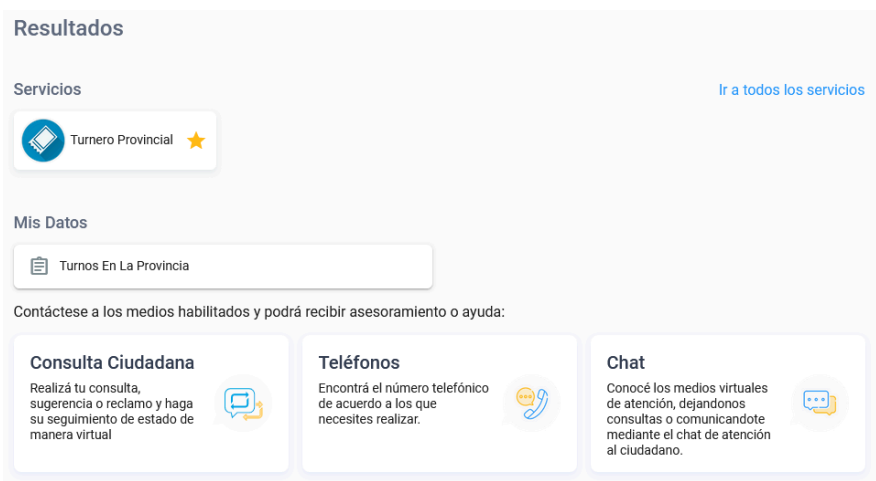 Resultados
Servicios
Ir a todos los servicios
Turnero Provincial
Mis Datos
Turnos En La Provincia
Contáctese a los medios habilitados y podrá recibir asesoramiento o ayuda:
Consulta Ciudadana
Realizá tu consulta,
sugerencia o reclamo y haga
su seguimiento de estado de
manera virtual
Teléfonos
Encontrá el número telefónico
de acuerdo a los que
necesites realizar.
Chat
Conocé los medios virtuales
de atención, dejandonos
consultas o comunicandote
mediante el chat de atención
al ciudadano.